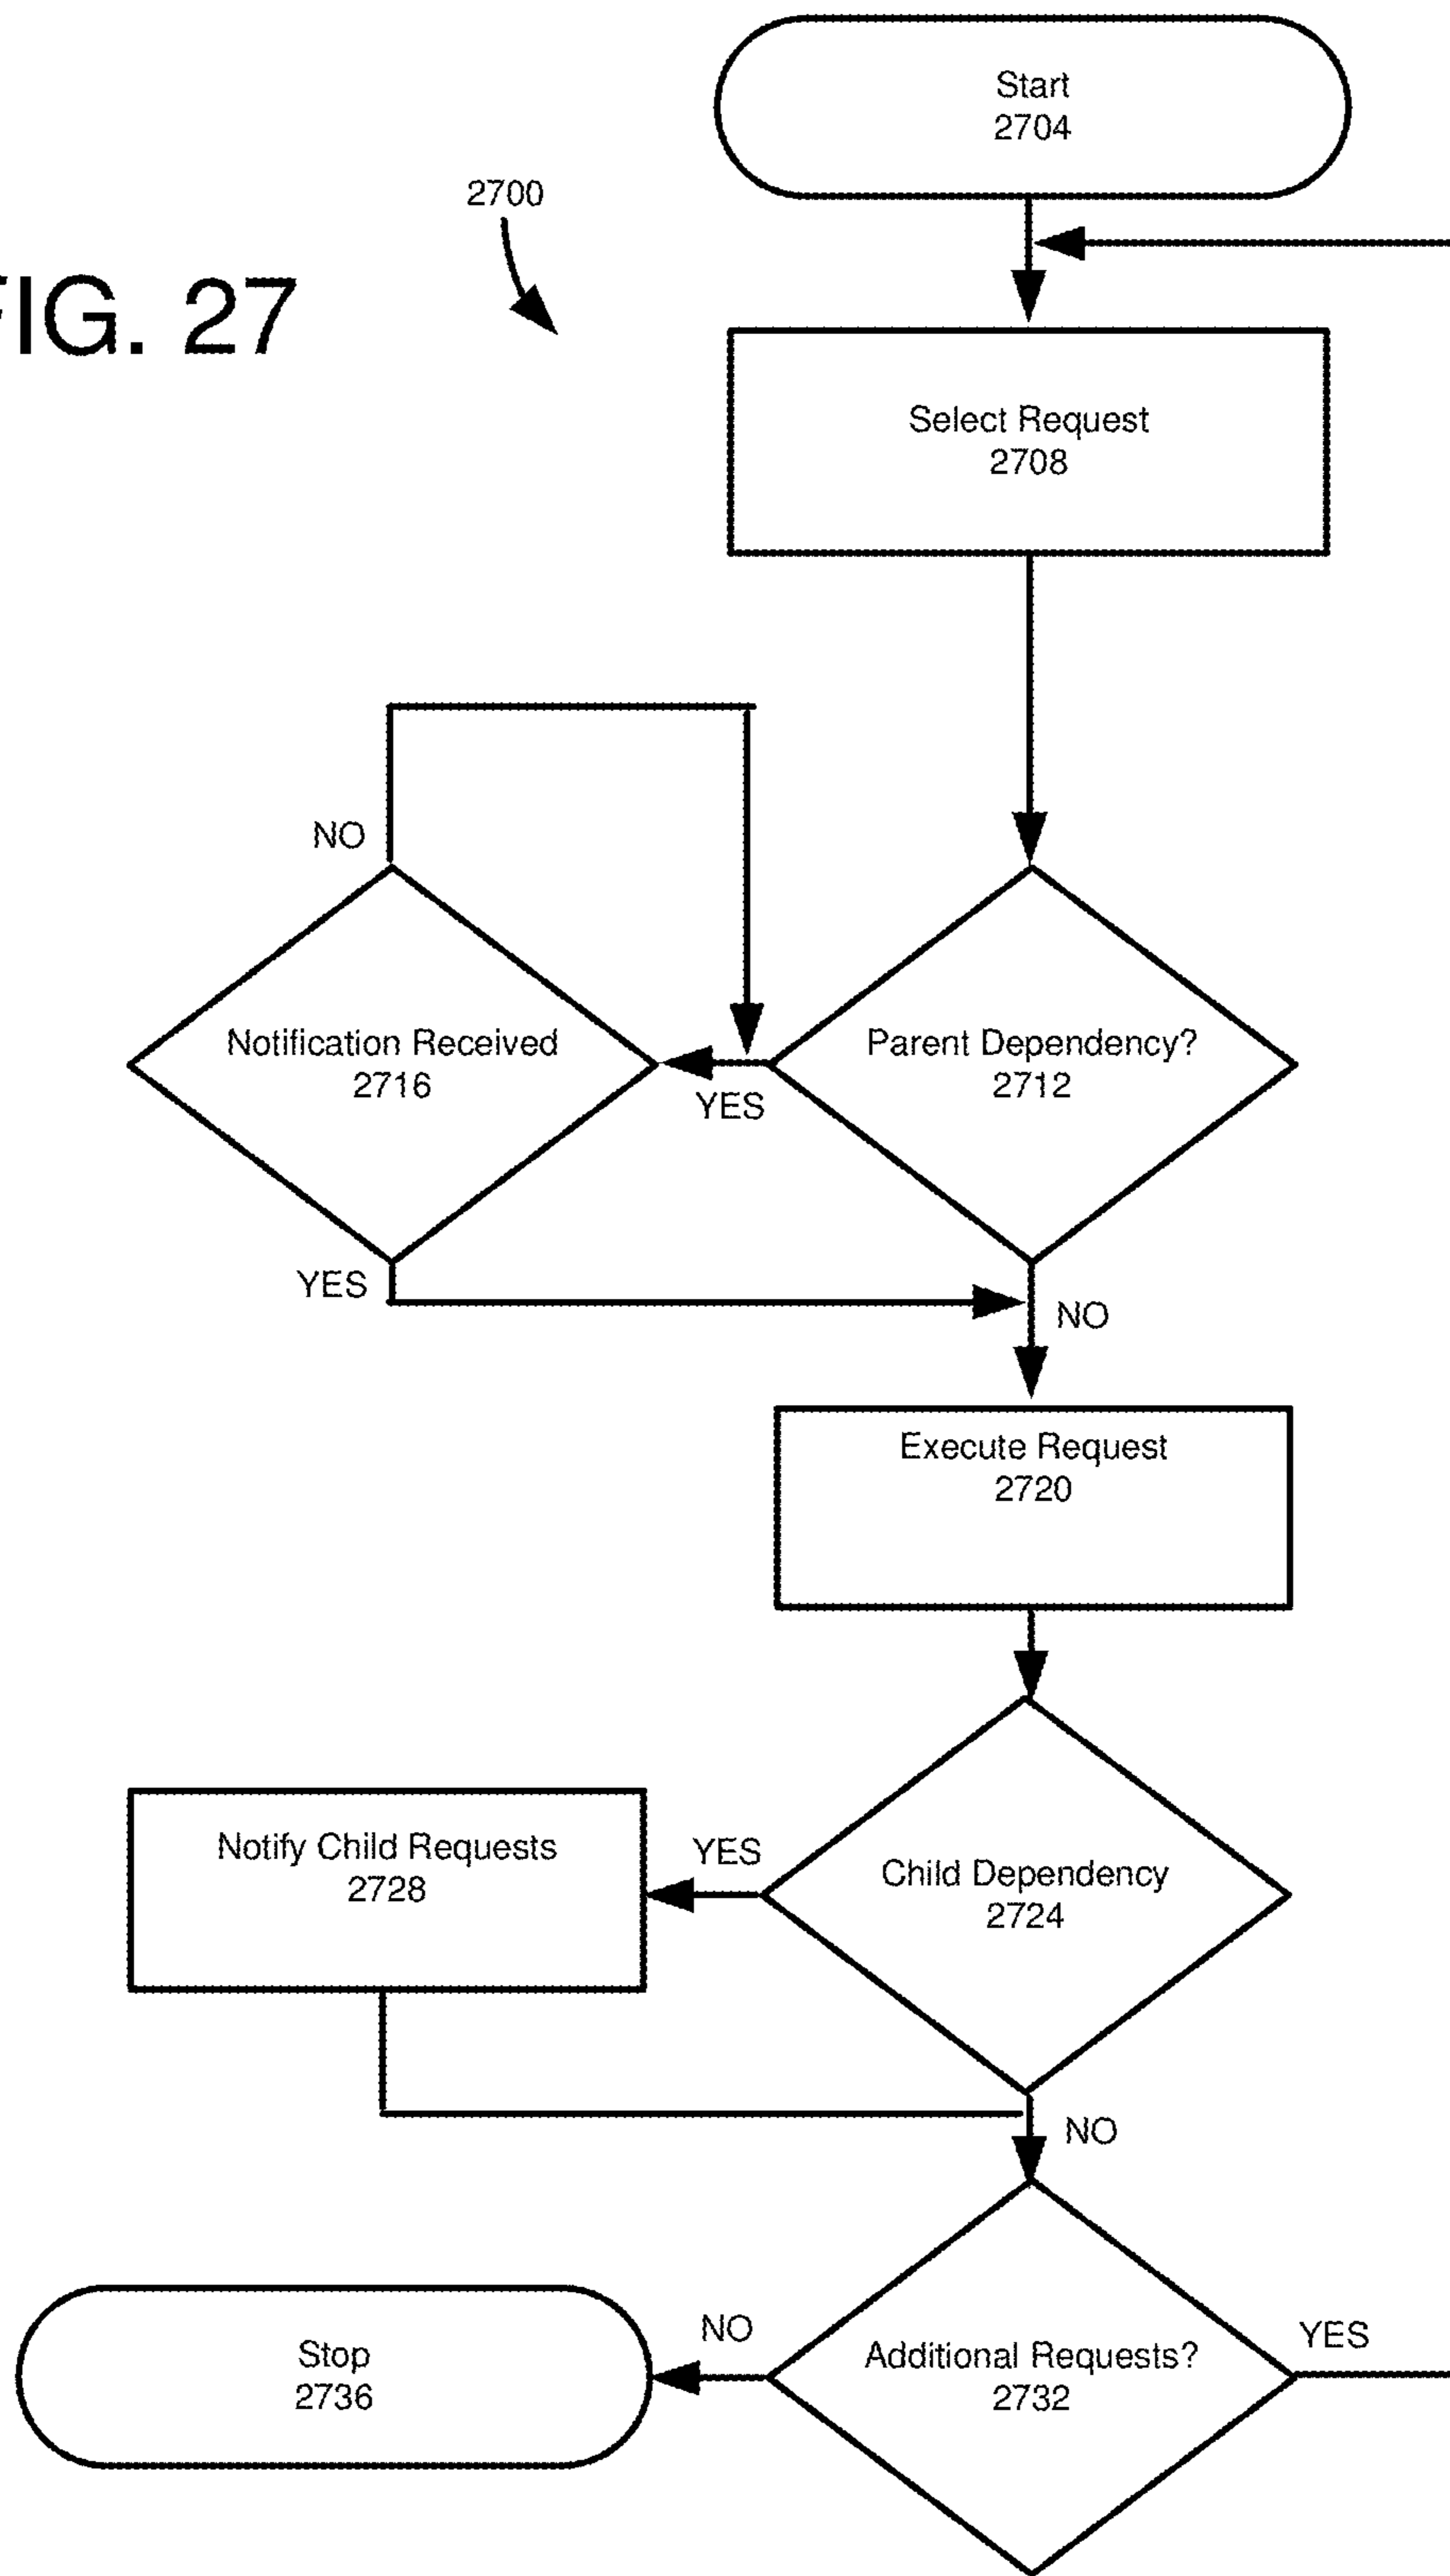 Start
2704
2700
FIG. 27
Select Request
2708
NO
Notification Received
2716
YES
Parent Dependency?
2712
YES
NO
Execute Request
2720
Notify Child Requests
2728
YES
Child Dependency
2724
NO
Stop
2736
NO
Additional Requests?
2732
YES